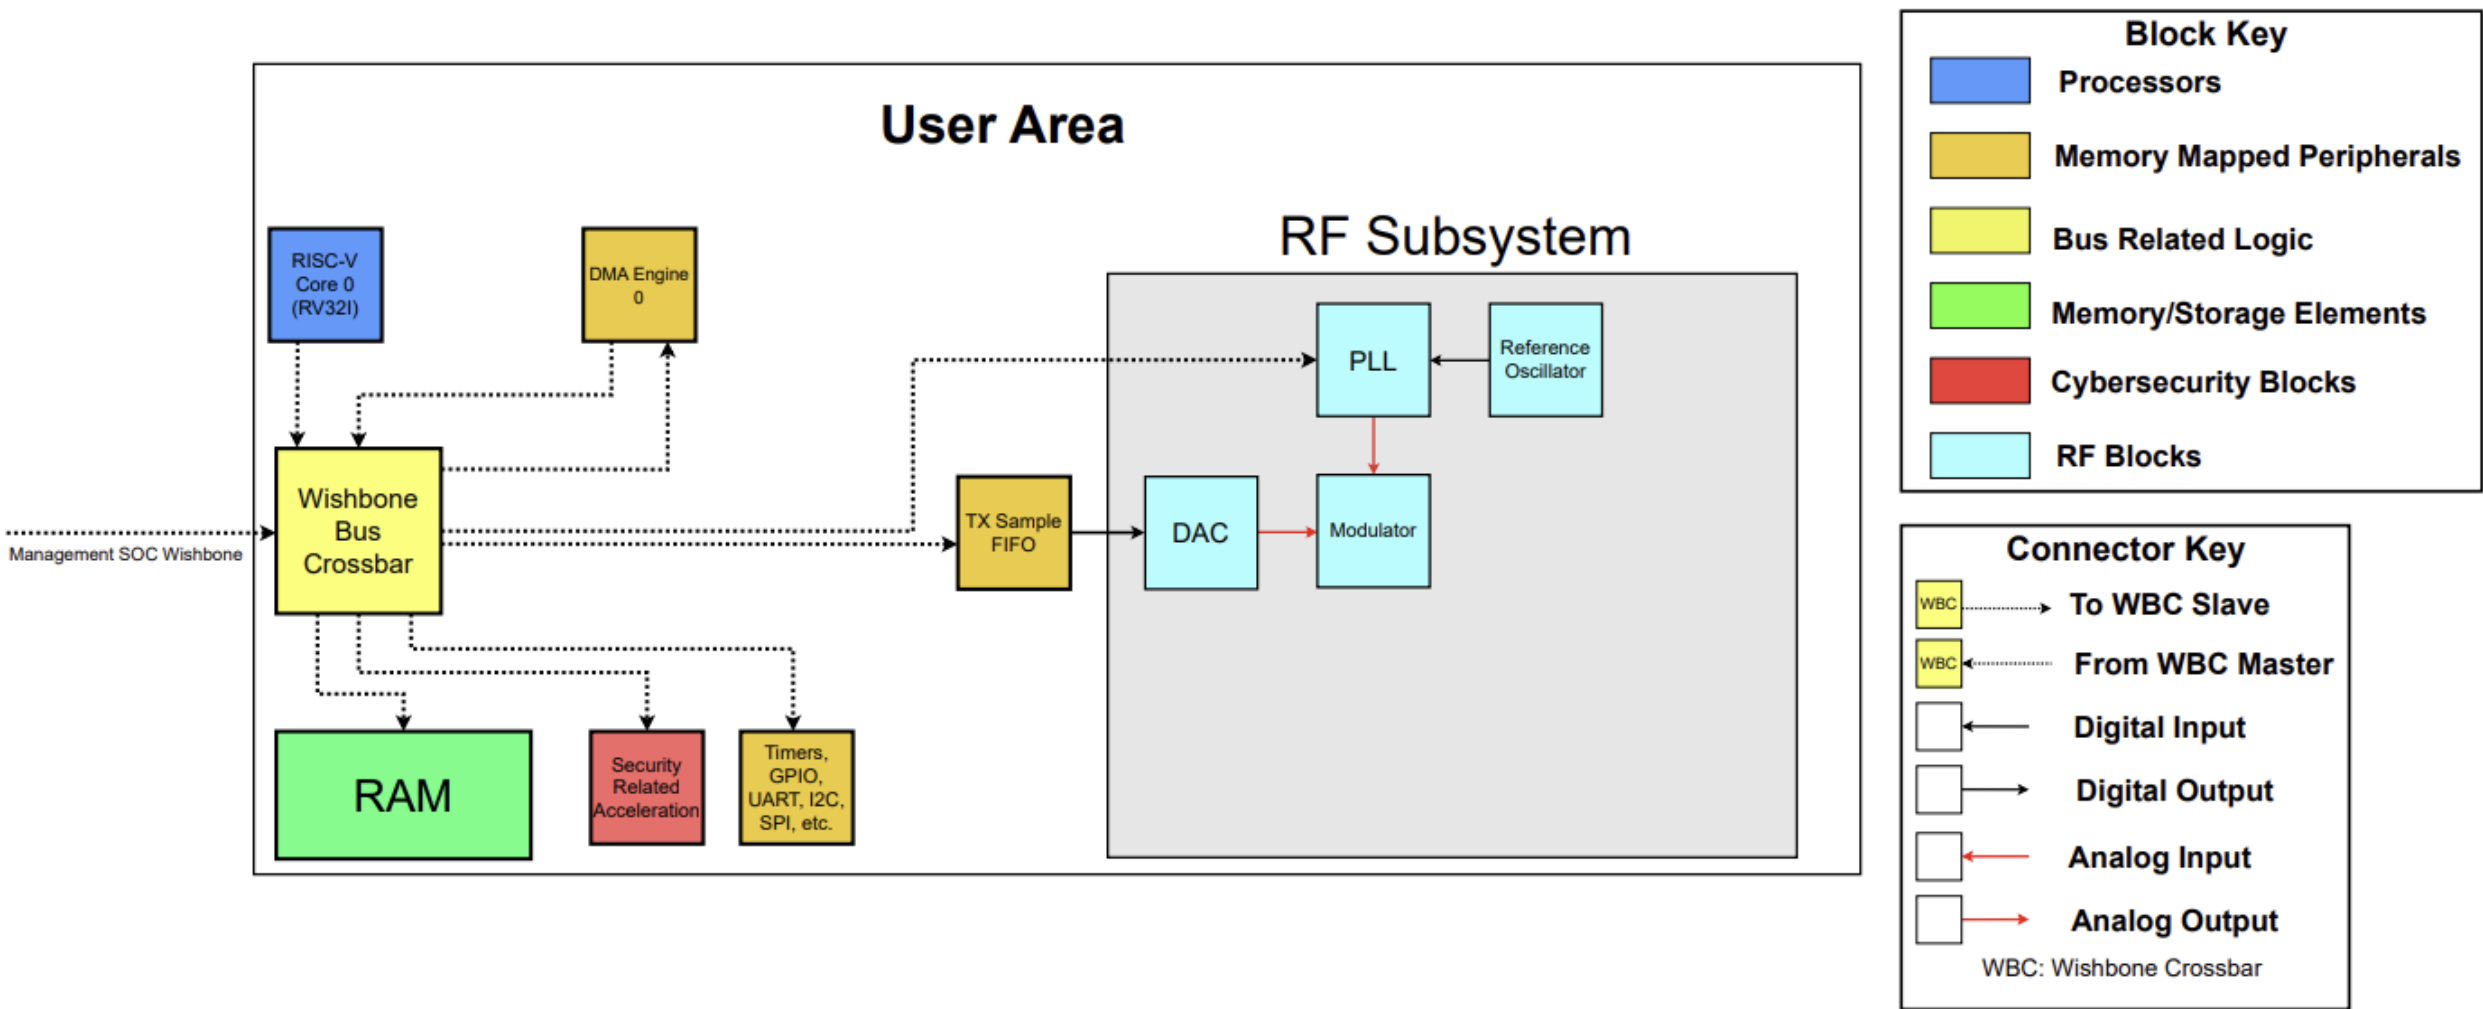 User Area
RISC-V
Core 0
(RV32I)
DMA Engine
0
Wishbone
Bus
Crossbar
Management SOC Wishbone
RAM
Security
Related
Acceleration
Timers,
GPIO,
UART, I2C,
SPI, etc.
TX Sample
FIFO
RF Subsystem
PLL
Reference
Oscillator
DAC
Modulator
Block Key
Processors
Memory Mapped Peripherals
Bus Related Logic
Memory/Storage Elements
Cybersecurity Blocks
RF Blocks
Connector Key
WBC To WBC Slave
WBC From WBC Master
Digital Input
Digital Output
Analog Input
Analog Output
WBC: Wishbone Crossbar